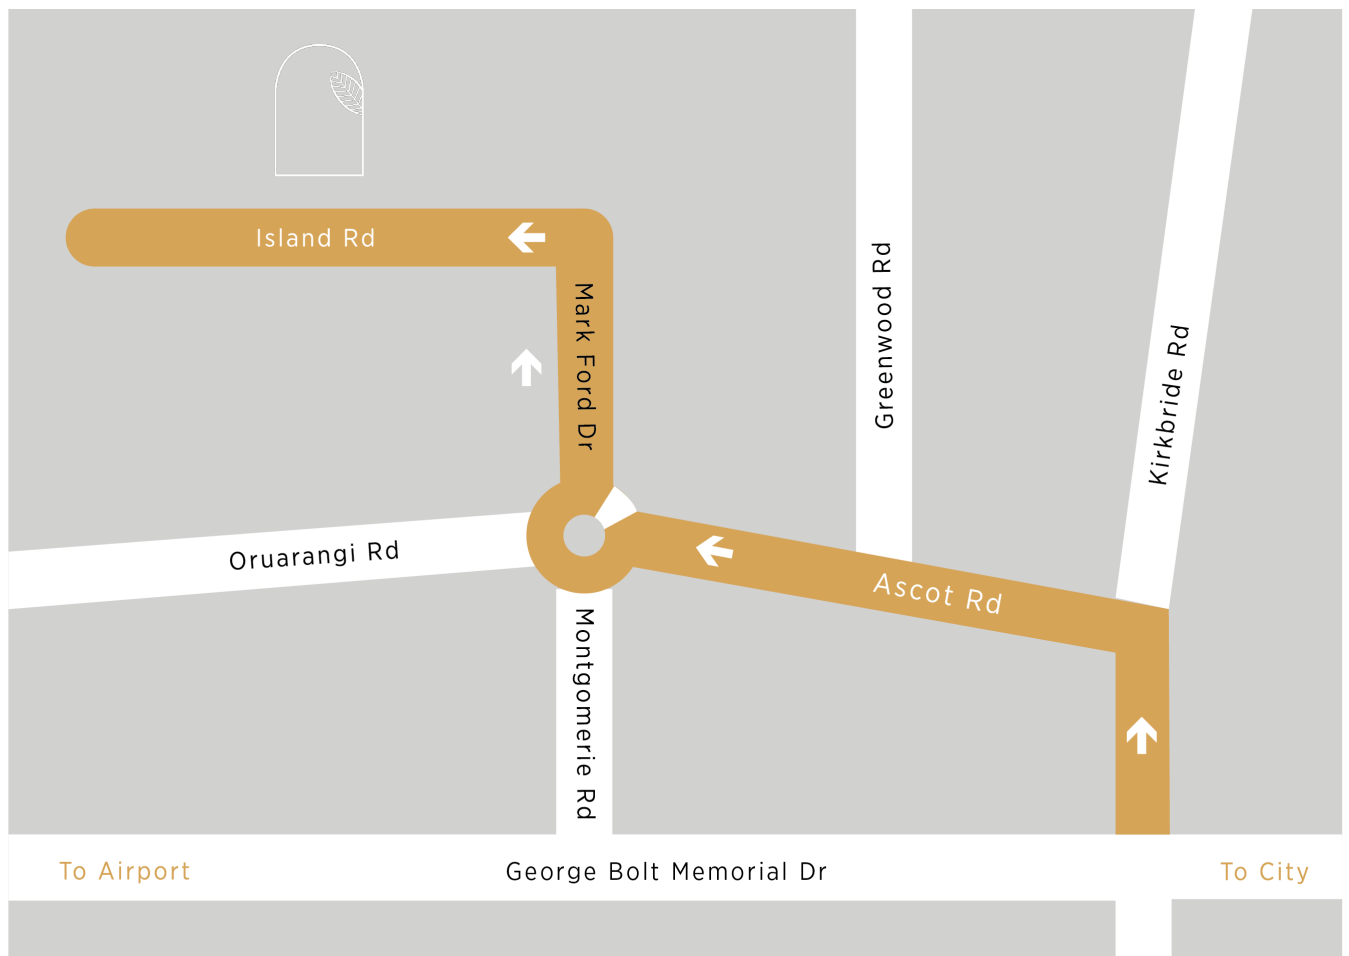 Island Rd
Mark Ford Dr
Greenwood Rd
Kirkbride Rd
Oruarangi Rd
Ascot Rd
Montgomerie Rd
To Airport
George Bolt Memorial Dr
To City